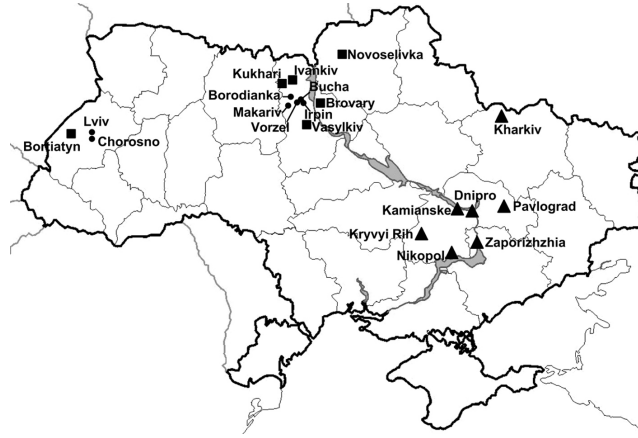 Novoselivka
Ivankiv
Kukhari
Bucha
Borodianka
Brovary
Makariv
Irpin
Vorzel
Vasylkiv
Lviv
Chorosno
Bortiatyn
Kharkiv
Dnipro
Kamianske
Pavlograd
Kryvyi Rih
Zaporizhzhia
Nikopol